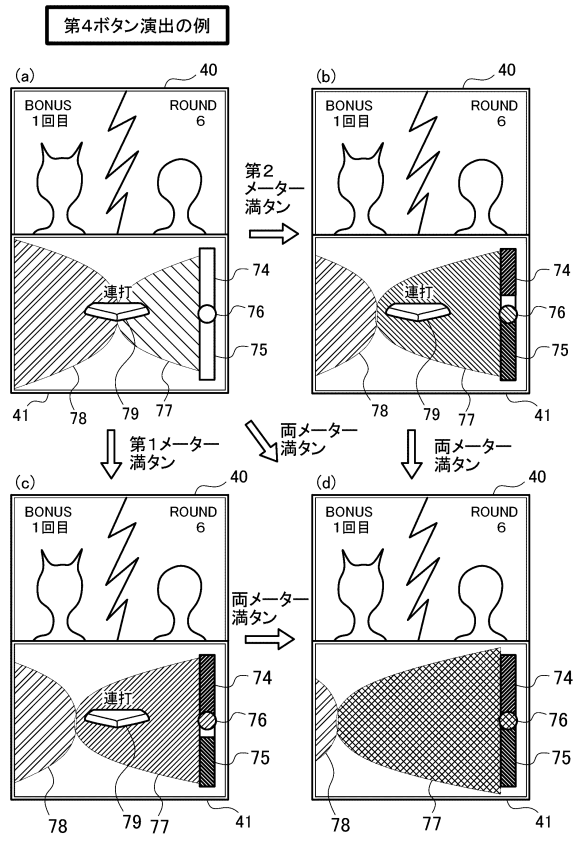 第4ボタン演出の例
(a)
40
BONUS
1回目
ROUND
6
連打
74
76
75
41
78
79
77
第2
メーター
満タン
(b)
40
BONUS
1回目
ROUND
6
連打
74
76
75
78
79
77
41
第1メーター
満タン
両メーター
満タン
両メーター
満タン
(c)
40
BONUS
1回目
ROUND
6
連打
74
76
75
78
79
77
41
両メーター
満タン
(d)
40
BONUS
1回目
ROUND
6
74
76
75
78
77
41